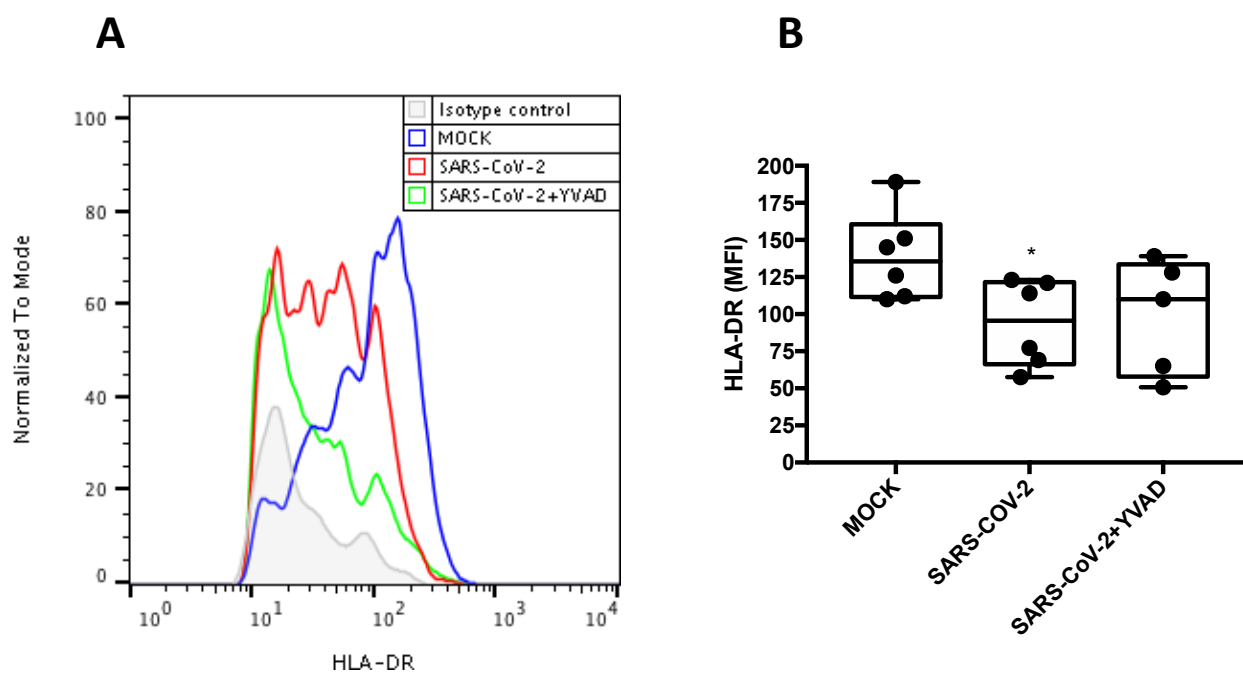 A
B
Isotype control
MOCK
SARS-CoV-2
SARS-CoV-2+YVAD
100
80
60
40
20
0
Normalized To Mode
10^0
10^1
10^2
10^3
10^4
HLA-DR
200
175
150
125
100
75
50
25
0
HLA-DR (MFI)
*
MOCK
SARS-COV-2
SARS-CoV-2+YVAD